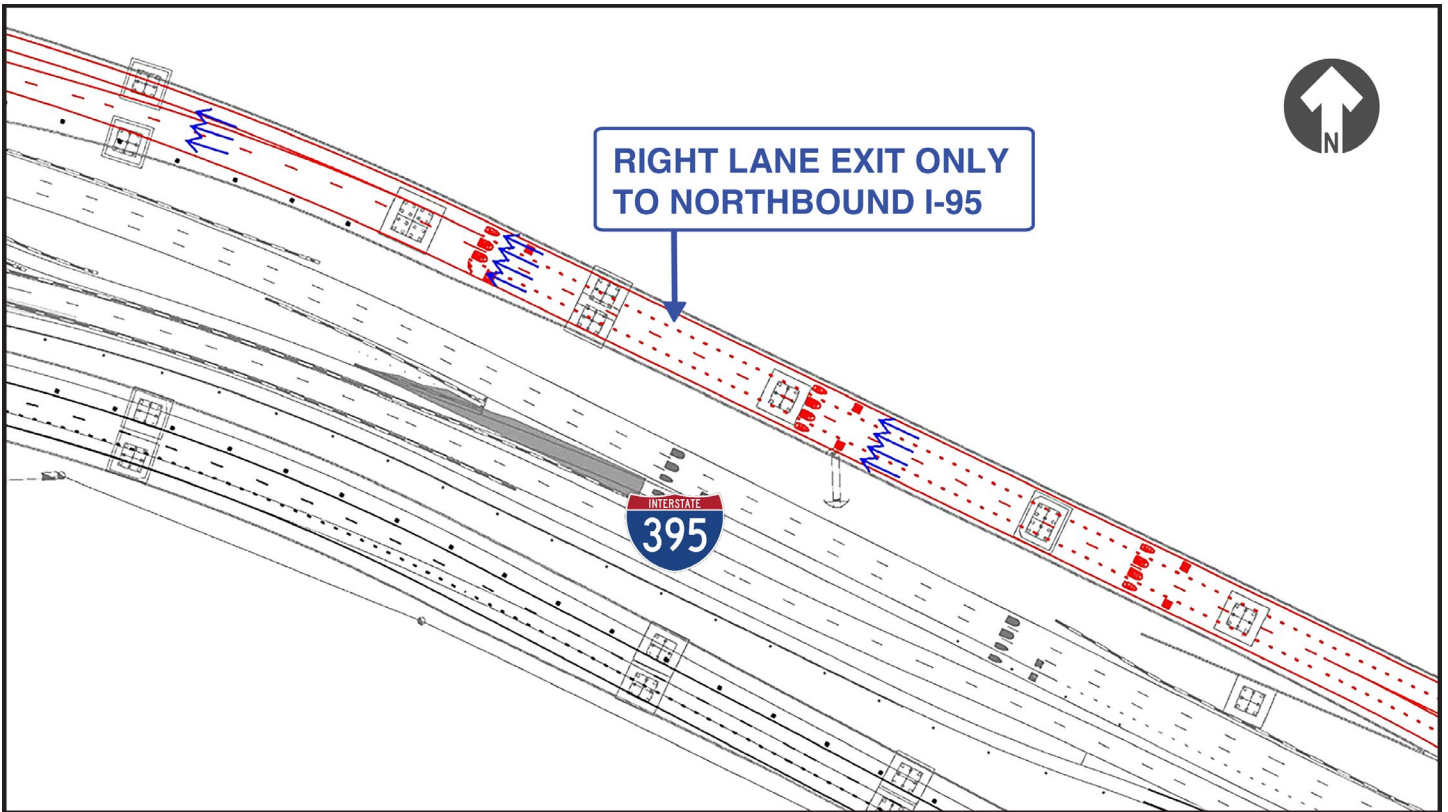 N
RIGHT LANE EXIT ONLY
TO NORTHBOUND I-95
INTERSTATE
395